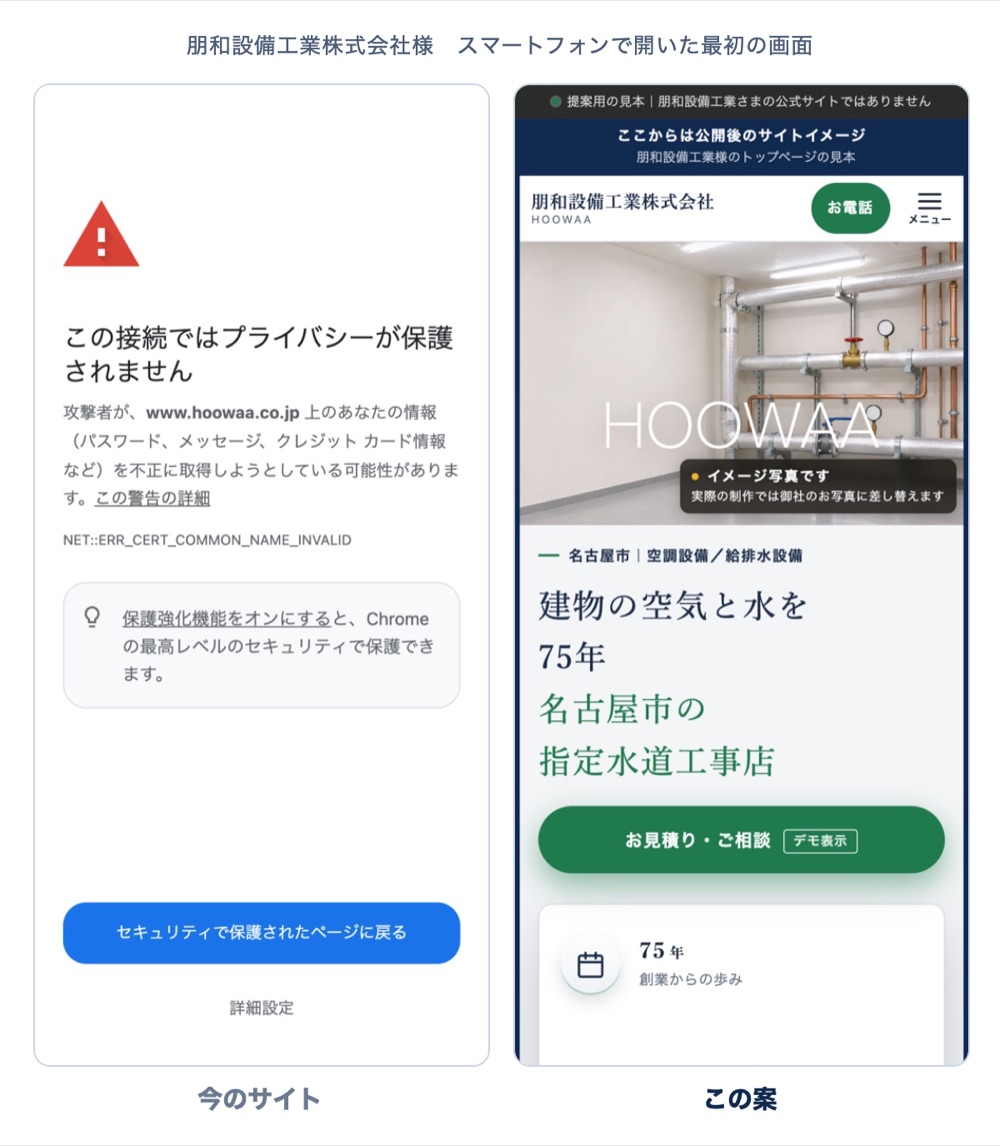 朋和設備工業株式会社様　スマートフォンで開いた最初の画面
この接続ではプライバシーが保護
されません
攻撃者が、www.hoowaa.co.jp 上のあなたの情報
（パスワード、メッセージ、クレジット カード情報
など）を不正に取得しようとしている可能性がありま
す。この警告の詳細
NET::ERR_CERT_COMMON_NAME_INVALID
保護強化機能をオンにすると、Chrome
の最高レベルのセキュリティで保護でき
ます。
セキュリティで保護されたページに戻る
詳細設定
今のサイト
提案用の見本｜朋和設備工業さまの公式サイトではありません
ここからは公開後のサイトイメージ
朋和設備工業様のトップページの見本
朋和設備工業株式会社
HOOWAA
お電話
メニュー
HOOWAA
イメージ写真です
実際の制作では御社のお写真に差し替えます
名古屋市｜空調設備／給排水設備
建物の空気と水を
75年
名古屋市の
指定水道工事店
お見積り・ご相談 デモ表示
75年
創業からの歩み
この案